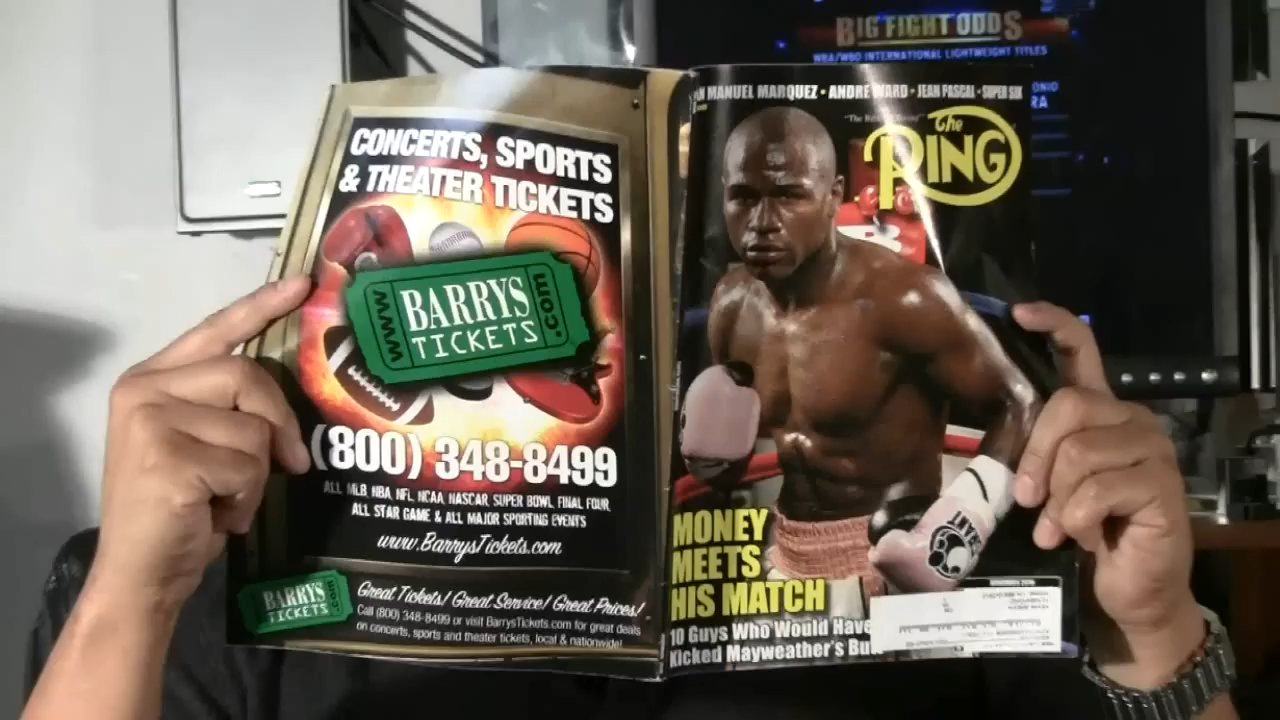 BIG FIGHT ODDS
WBA/WBO INTERNATIONAL LIGHTWEIGHT TITLES
CONCERTS, SPORTS
& THEATER TICKETS
www.
BARRYS
TICKETS
.com
(800) 348-8499
ALL MLB, NBA, NFL, NCAA, NASCAR, SUPER BOWL, FINAL FOUR,
ALL STAR GAME & ALL MAJOR SPORTING EVENTS
www.BarrysTickets.com
BARRYS
TICKETS
.com
Great Tickets! Great Service! Great Prices!
Call (800) 348-8499 or visit BarrysTickets.com for great deals
on concerts, sports and theater tickets, local & nationwide!
MANUEL MARQUEZ • ANDRE WARD • JEAN PASCAL • SUPER SIX
The
RING
MONEY
MEETS
HIS MATCH
10 Guys Who Would Have
Kicked Mayweather's